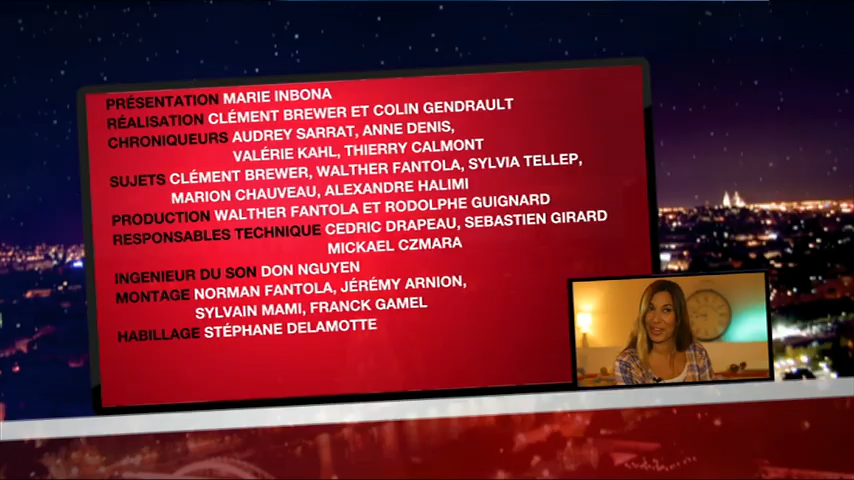 PRÉSENTATION MARIE INBONA
RÉALISATION CLÉMENT BREWER ET COLIN GENDRAULT
CHRONIQUEURS AUDREY SARRAT, ANNE DENIS,
VALÉRIE KAHL, THIERRY CALMONT
SUJETS CLÉMENT BREWER, WALTHER FANTOLA, SYLVIA TELLEP,
MARION CHAUVEAU, ALEXANDRE HALIMI
PRODUCTION WALTHER FANTOLA ET RODOLPHE GUIGNARD
RESPONSABLES TECHNIQUE CEDRIC DRAPEAU, SEBASTIEN GIRARD
MICKAEL CZMARA
INGENIEUR DU SON DON NGUYEN
MONTAGE NORMAN FANTOLA, JÉRÉMY ARNION,
SYLVAIN MAMI, FRANCK GAMEL
HABILLAGE STÉPHANE DELAMOTTE